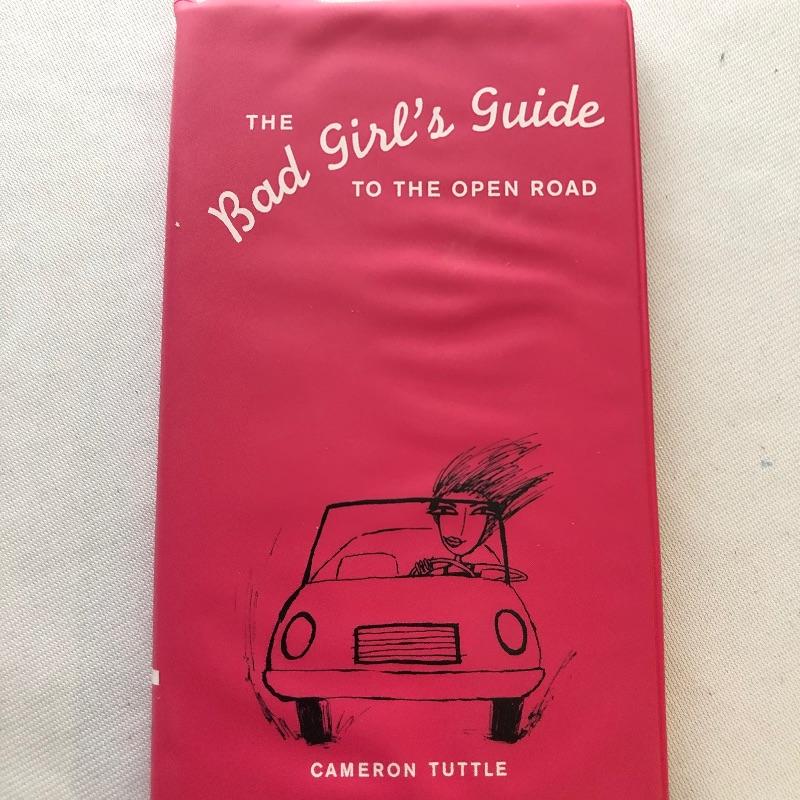 THE
Bad Girl's Guide
TO THE OPEN ROAD
CAMERON TUTTLE